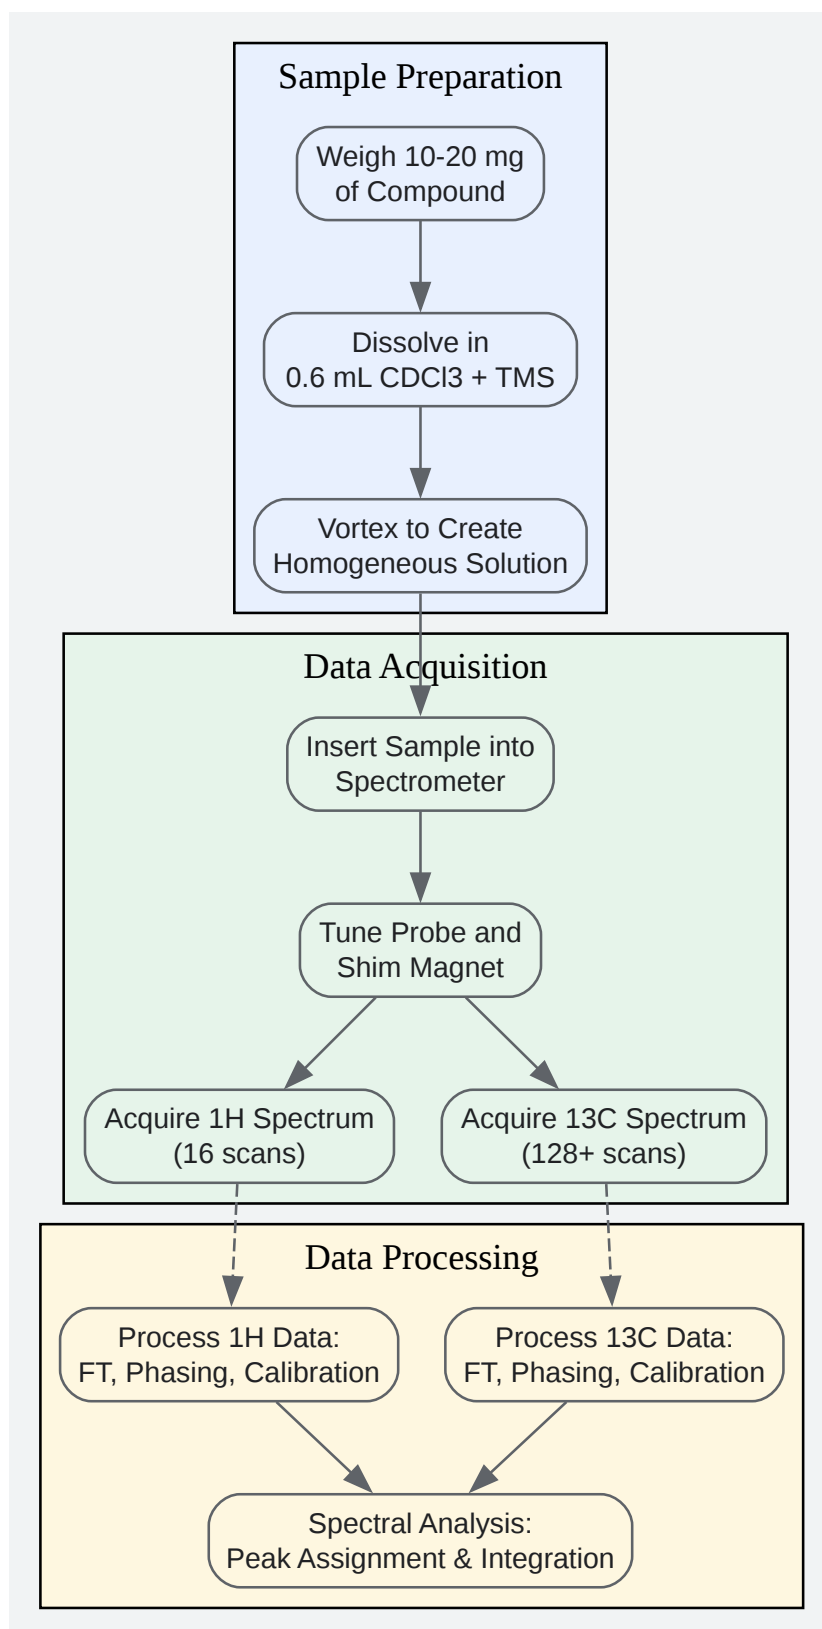 Sample Preparation
Weigh 10-20 mg
of Compound
Dissolve in
0.6 mL CDCl3 + TMS
Vortex to Create
Homogeneous Solution
Data Acquisition
Insert Sample into
Spectrometer
Tune Probe and
Shim Magnet
Acquire 1H Spectrum
(16 scans)
Acquire 13C Spectrum
(128+ scans)
Data Processing
Process 1H Data:
FT, Phasing, Calibration
Process 13C Data:
FT, Phasing, Calibration
Spectral Analysis:
Peak Assignment & Integration